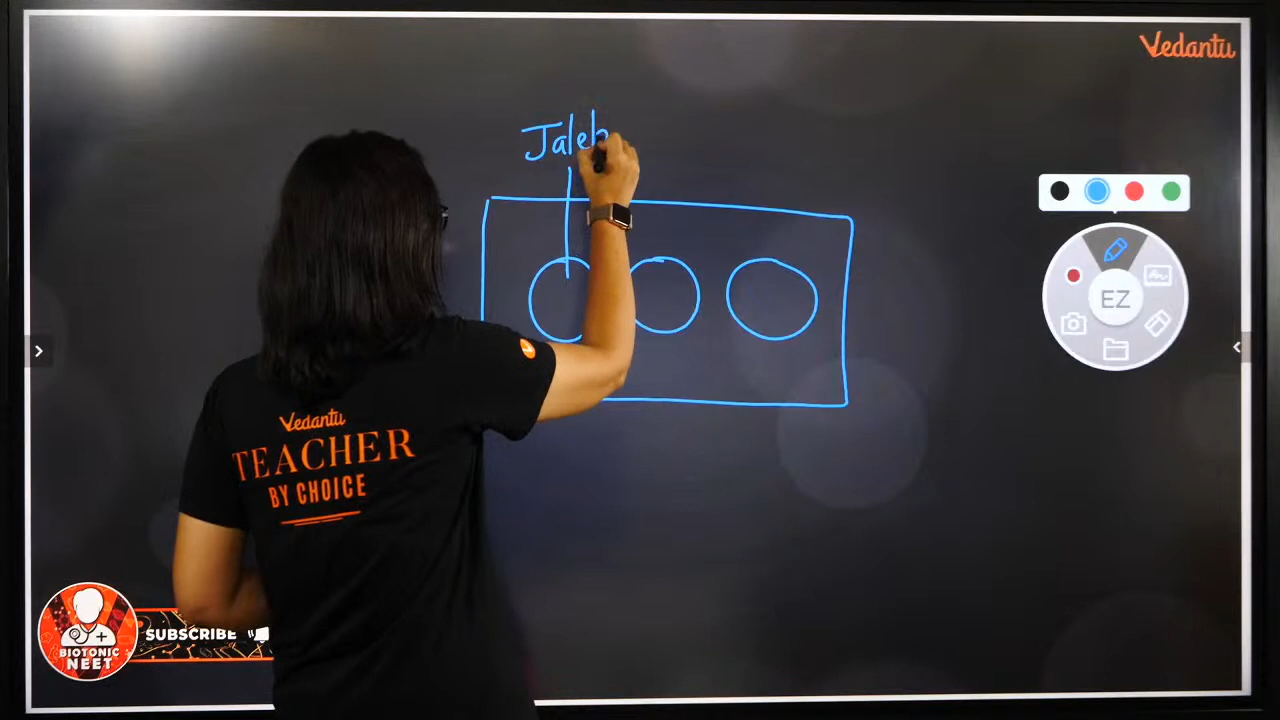 Vedantu
Jaleb
EZ
Vedantu
TEACHER
BY CHOICE
SUBSCRIBE
BIOTONIC
NEET